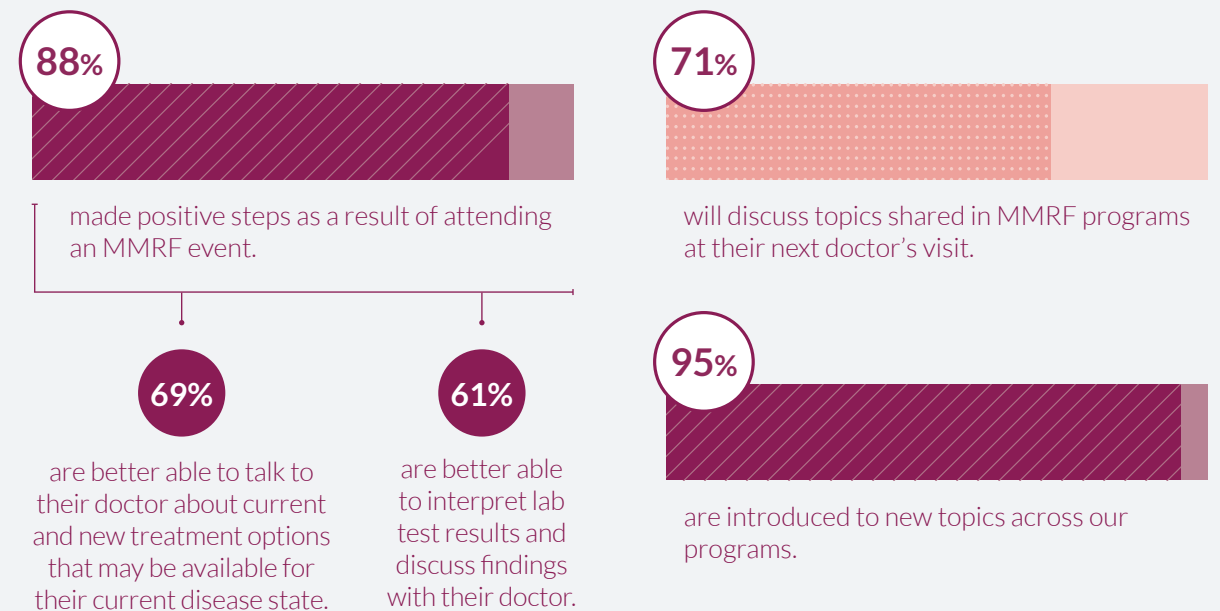 88%
made positive steps as a result of attending
an MMRF event.
69%
are better able to talk to
their doctor about current
and new treatment options
that may be available for
their current disease state.
61%
are better able
to interpret lab
test results and
discuss findings
with their doctor.
71%
will discuss topics shared in MMRF programs
at their next doctor’s visit.
95%
are introduced to new topics across our
programs.